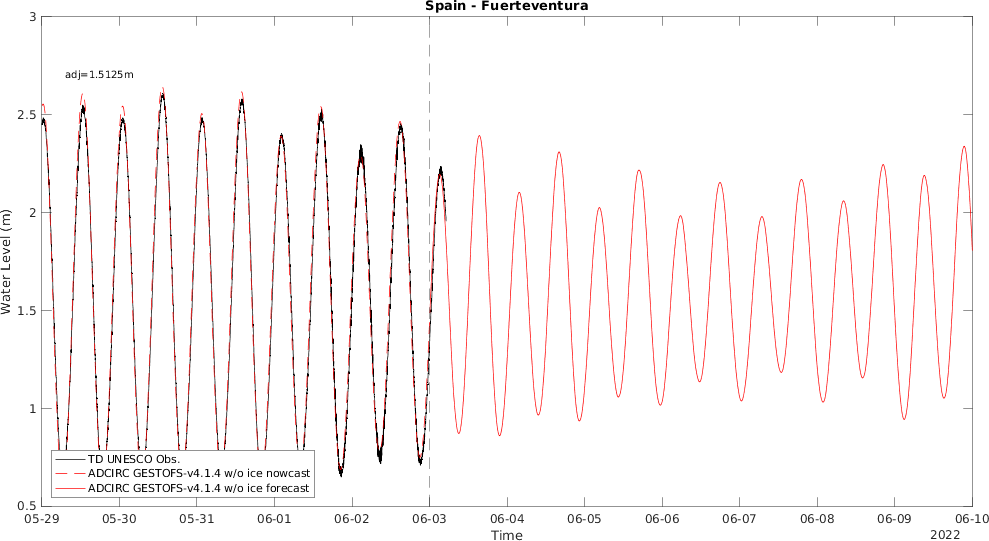 Spain - Fuerteventura
3
adj=1.5125m
2.5
2
Water Level (m)
1.5
1
TD UNESCO Obs.
ADCIRC GESTOFS-v4.1.4 w/o ice nowcast
ADCIRC GESTOFS-v4.1.4 w/o ice forecast
0.5
05-29 05-30 05-31 06-01 06-02 06-03 06-04 06-05 06-06 06-07 06-08 06-09 06-10
Time
2022